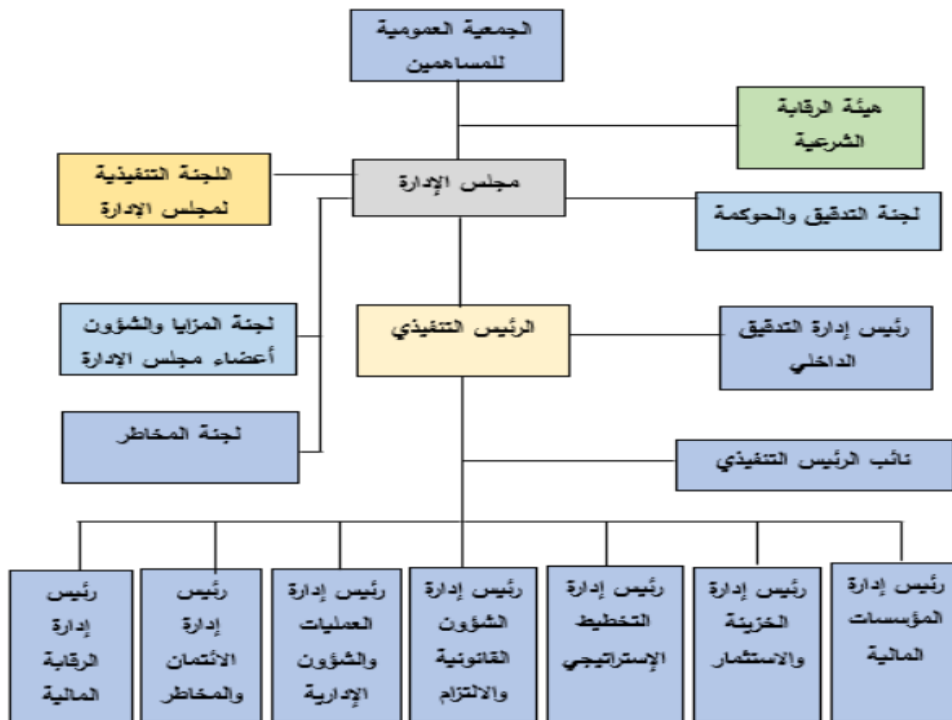 الجمعية العمومية
للمساهمين
هيئة الرقابة
الشرعية
اللجنة التنفيذية
لمجلس الإدارة
مجلس الإدارة
لجنة التدقيق والحوكمة
لجنة المزايا والشؤون
أعضاء مجلس الإدارة
الرئيس التنفيذي
رئيس إدارة التدقيق
الداخلي
لجنة المخاطر
نائب الرئيس التنفيذي
رئيس إدارة
المؤسسات
المالية
رئيس إدارة
الخزينة
والاستثمار
رئيس إدارة
التخطيط
الإستراتيجي
رئيس إدارة
الشؤون
القانونية
والالتزام
رئيس إدارة
العمليات
والشؤون
الإدارية
رئيس
إدارة
الائتمان
والمخاطر
رئيس
إدارة
الرقابة
المالية